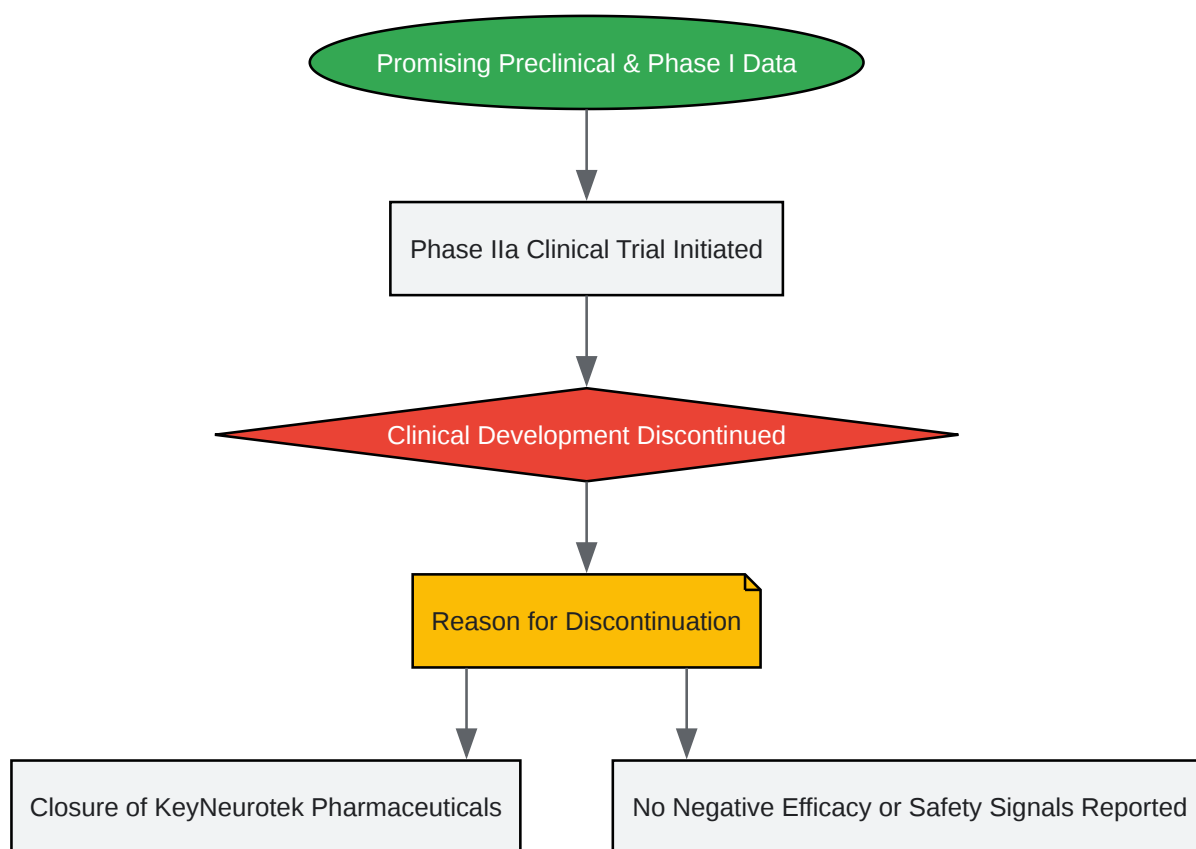 Promising Preclinical & Phase I Data
Phase IIa Clinical Trial Initiated
Clinical Development Discontinued
Reason for Discontinuation
Closure of KeyNeurotek Pharmaceuticals
No Negative Efficacy or Safety Signals Reported